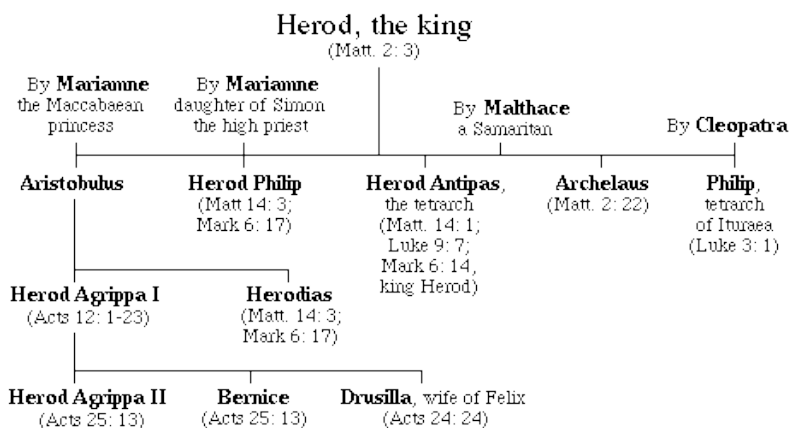 Herod, the king
(Matt. 2: 3)
By Mariamne
the Maccabaean
princess
By Mariamne
daughter of Simon
the high priest
By Malthace
a Samaritan
By Cleopatra
Aristobulus
Herod Philip
(Matt 14: 3;
Mark 6: 17)
Herod Antipas,
the tetrarch
(Matt. 14: 1;
Luke 9: 7;
Mark 6: 14,
king Herod)
Archelaus
(Matt. 2: 22)
Philip,
tetrarch
of Ituraea
(Luke 3: 1)
Herod Agrippa I
(Acts 12: 1-23)
Herodias
(Matt. 14: 3;
Mark 6: 17)
Herod Agrippa II
(Acts 25: 13)
Bernice
(Acts 25: 13)
Drusilla, wife of Felix
(Acts 24: 24)